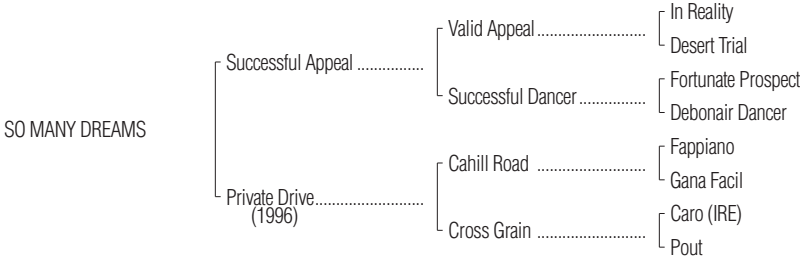 In Reality
Valid Appeal ..........................
Desert Trial
Successful Appeal ................
Fortunate Prospect
Successful Dancer ................
Debonair Dancer
SO MANY DREAMS
Fappiano
Cahill Road ..........................
Gana Facil
Private Drive..........................
(1996)
Caro (IRE)
Cross Grain ..........................
Pout